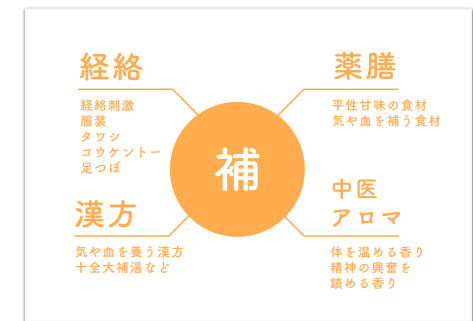 経絡
経絡刺激
服装
タワシ
コウケントー
足つぼ
薬膳
平性甘味の食材
気や血を補う食材
補
漢方
気や血を養う漢方
十全大補湯など
中医
アロマ
体を温める香り
精神の興奮を
鎮める香り